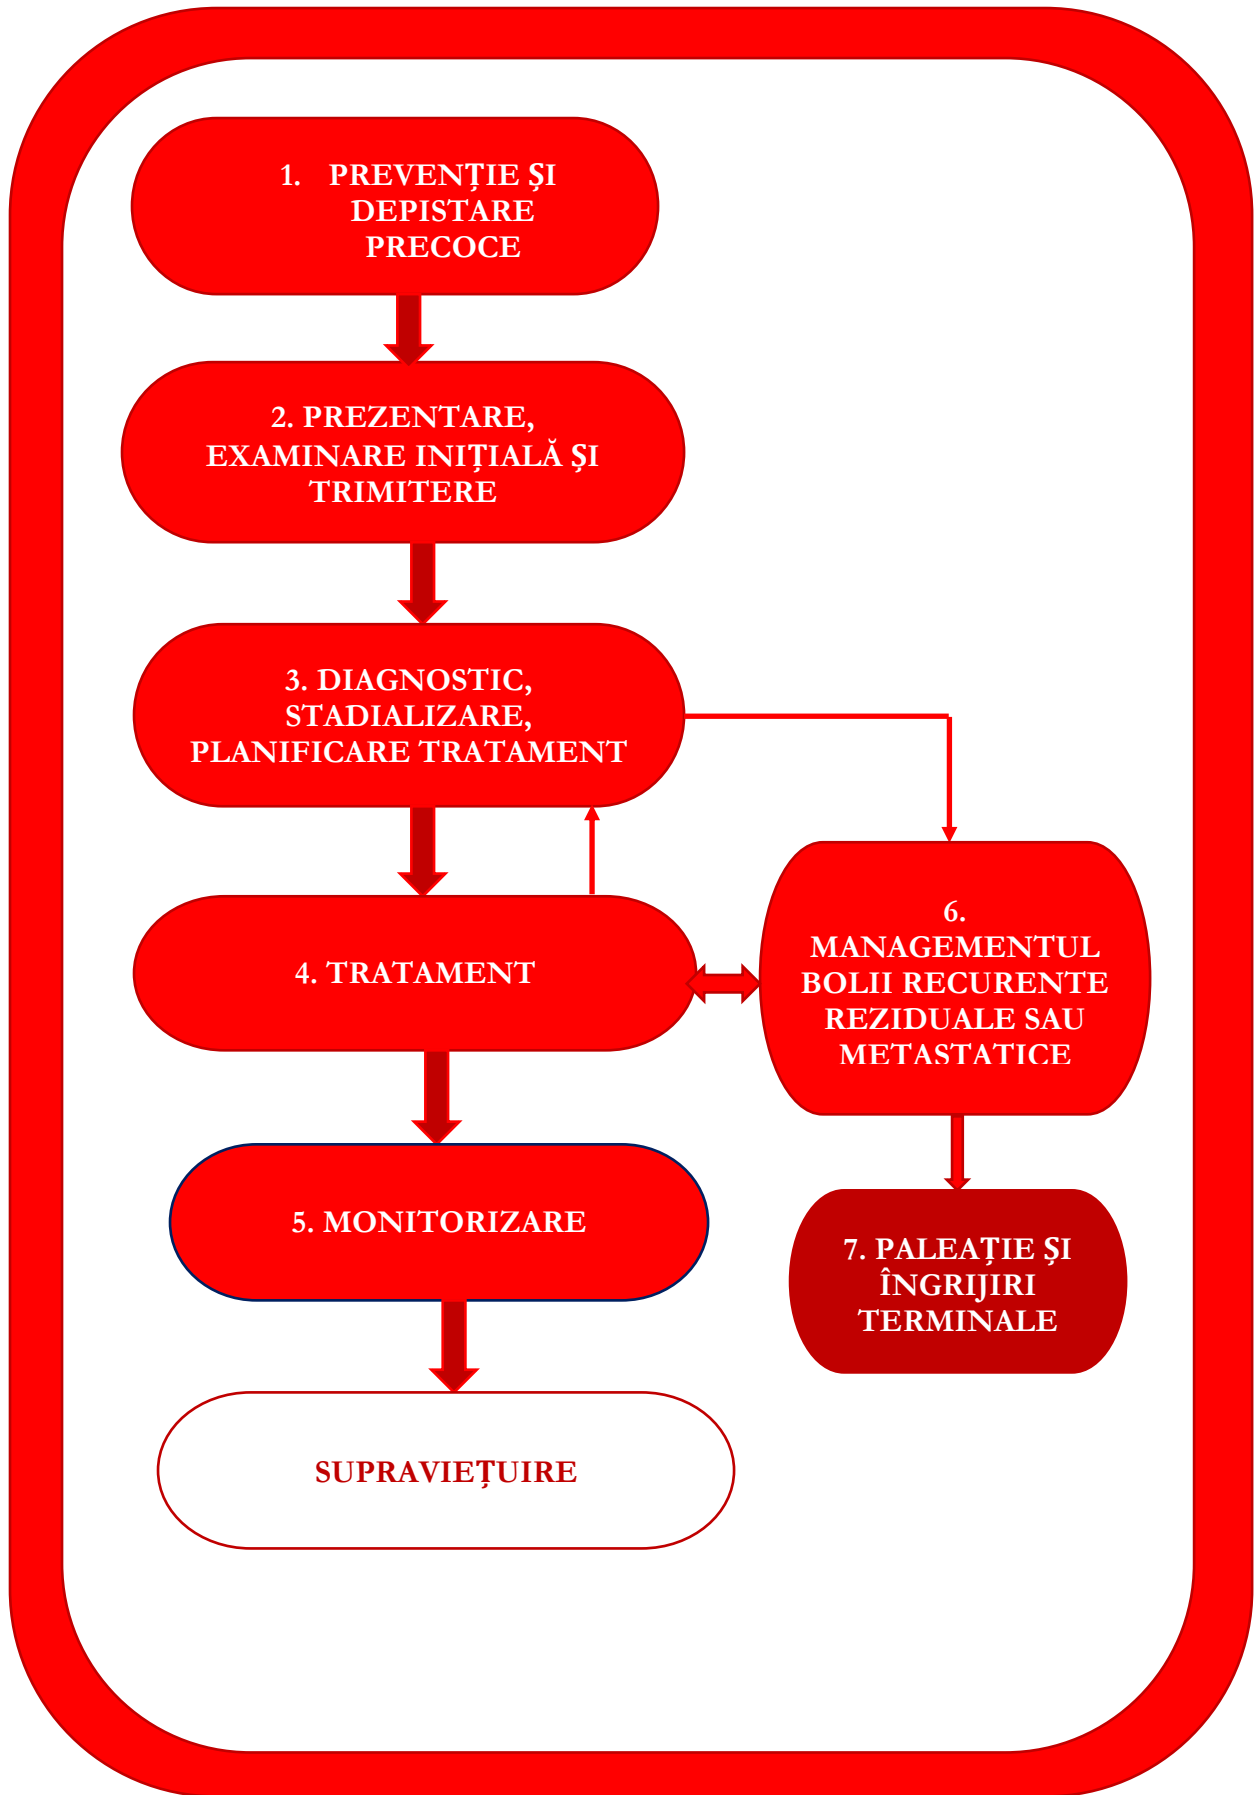 1. PREVENȚIE ȘI
DEPISTARE
PRECOCE
2. PREZENTARE,
EXAMINARE INIȚIALĂ ȘI
TRIMITERE
3. DIAGNOSTIC,
STADIALIZARE,
PLANIFICARE TRATAMENT
4. TRATAMENT
6.
MANAGEMENTUL
BOLII RECURENTE
REZIDUALE SAU
METASTATICE
5. MONITORIZARE
7. PALEAȚIE ȘI
ÎNGRIJIRI
TERMINALE
SUPRAVIEȚUIRE